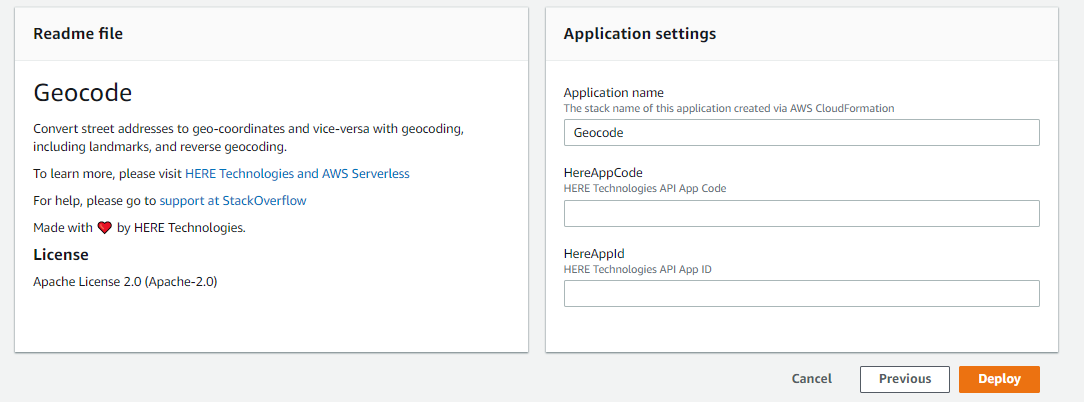 Readme file
Geocode
Convert street addresses to geo-coordinates and vice-versa with geocoding,
including landmarks, and reverse geocoding.
To learn more, please visit HERE Technologies and AWS Serverless
For help, please go to support at StackOverflow
Made with ❤ by HERE Technologies.
License
Apache License 2.0 (Apache-2.0)
Application settings
Application name
The stack name of this application created via AWS CloudFormation
Geocode
HereAppCode
HERE Technologies API App Code
HereAppId
HERE Technologies API App ID
Cancel
Previous
Deploy